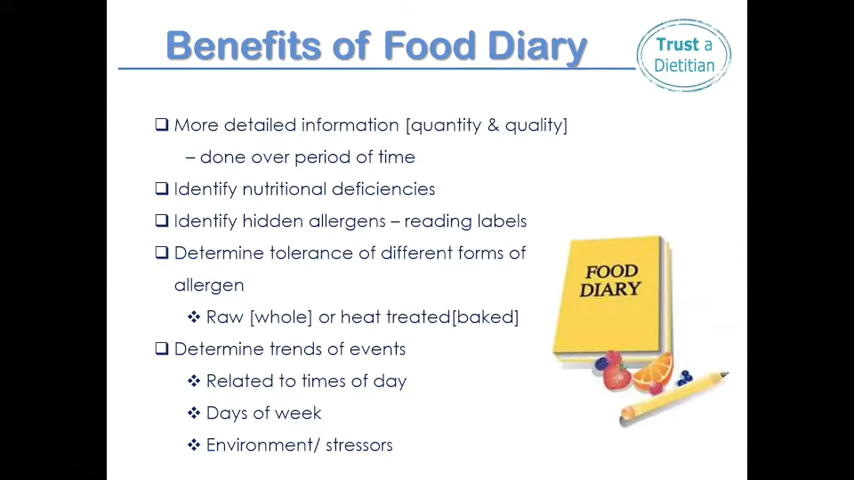 Benefits of Food Diary
Trust a
Dietitian
❑ More detailed information [quantity & quality]
– done over period of time
❑ Identify nutritional deficiencies
❑ Identify hidden allergens – reading labels
❑ Determine tolerance of different forms of
allergen
❖ Raw [whole] or heat treated[baked]
❑ Determine trends of events
❖ Related to times of day
❖ Days of week
❖ Environment/ stressors
FOOD
DIARY